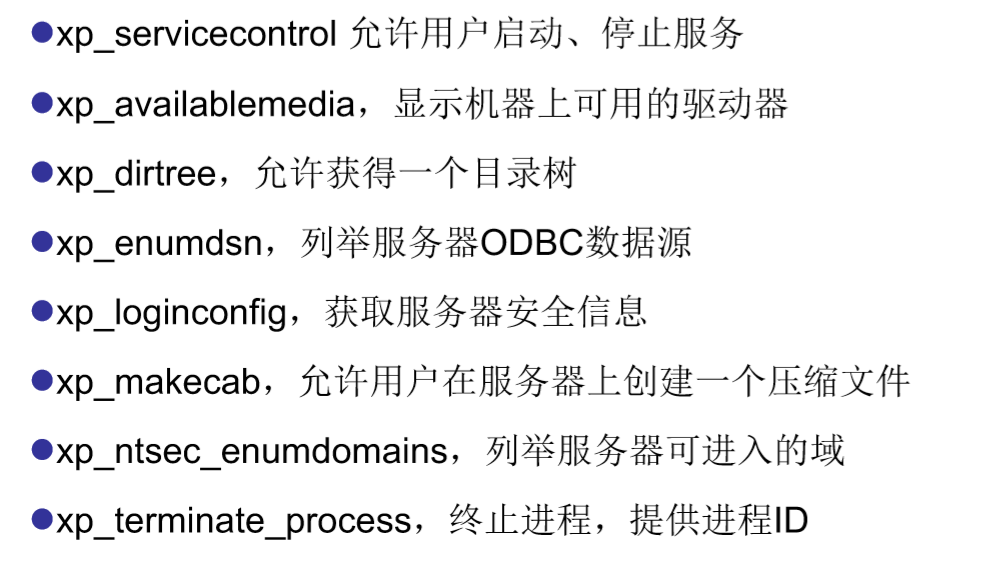 ●xp_servicecontrol 允许用户启动、停止服务
●xp_availablemedia，显示机器上可用的驱动器
●xp_dirtree，允许获得一个目录树
●xp_enumdsn，列举服务器ODBC数据源
●xp_loginconfig，获取服务器安全信息
●xp_makecab，允许用户在服务器上创建一个压缩文件
●xp_ntsec_enumdomains，列举服务器可进入的域
●xp_terminate_process，终止进程，提供进程ID